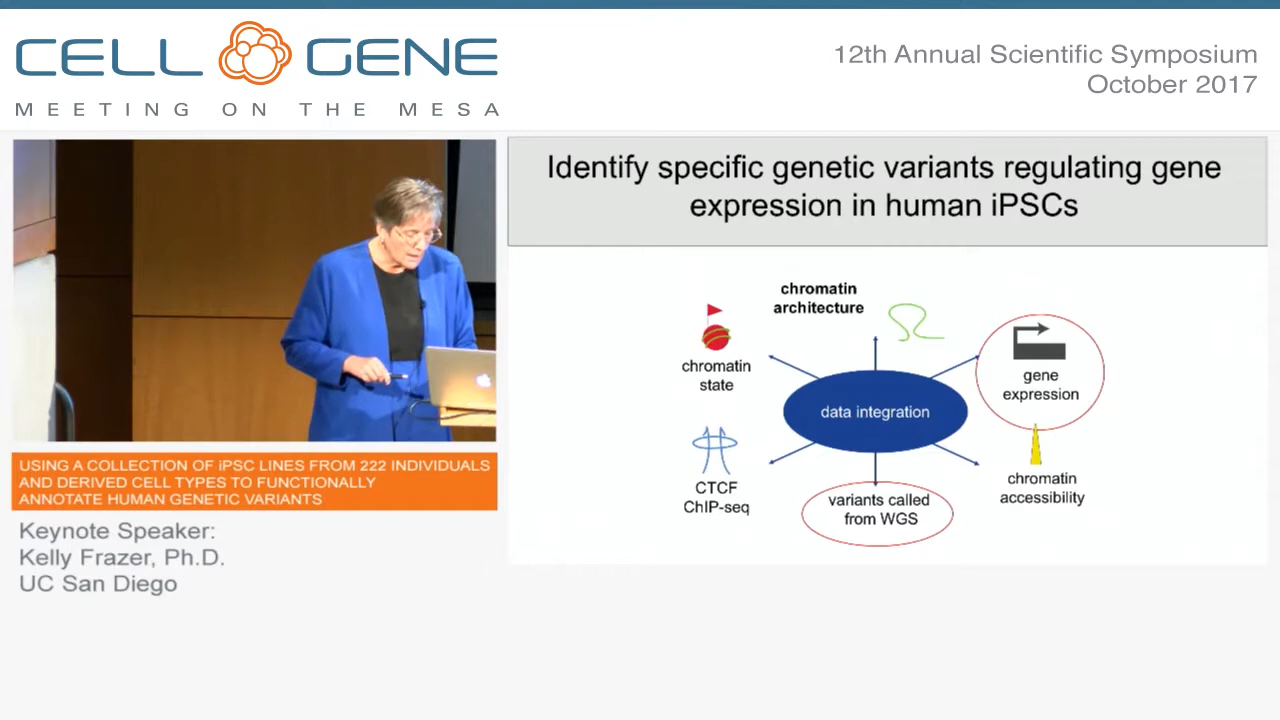 CELL GENE
MEETING ON THE MESA
12th Annual Scientific Symposium
October 2017
Identify specific genetic variants regulating gene
expression in human iPSCs
chromatin
architecture
chromatin
state
gene
expression
data integration
CTCF
ChIP-seq
variants called
from WGS
chromatin
accessibility
USING A COLLECTION OF iPSC LINES FROM 222 INDIVIDUALS
AND DERIVED CELL TYPES TO FUNCTIONALLY
ANNOTATE HUMAN GENETIC VARIANTS
Keynote Speaker:
Kelly Frazer, Ph.D.
UC San Diego